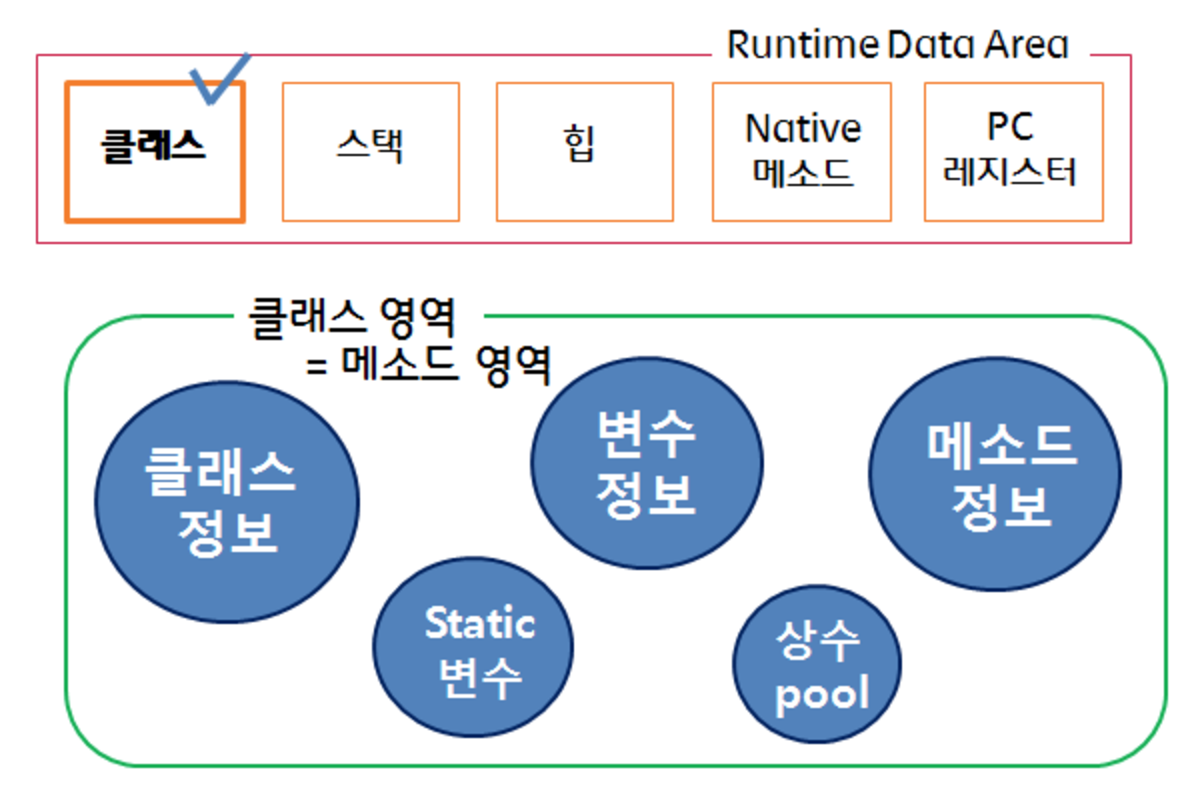 Runtime Data Area
클래스
스택
힙
Native
메소드
PC
레지스터
클래스 영역
= 메소드 영역
클래스
정보
변수
정보
메소드
정보
Static
변수
상수
pool